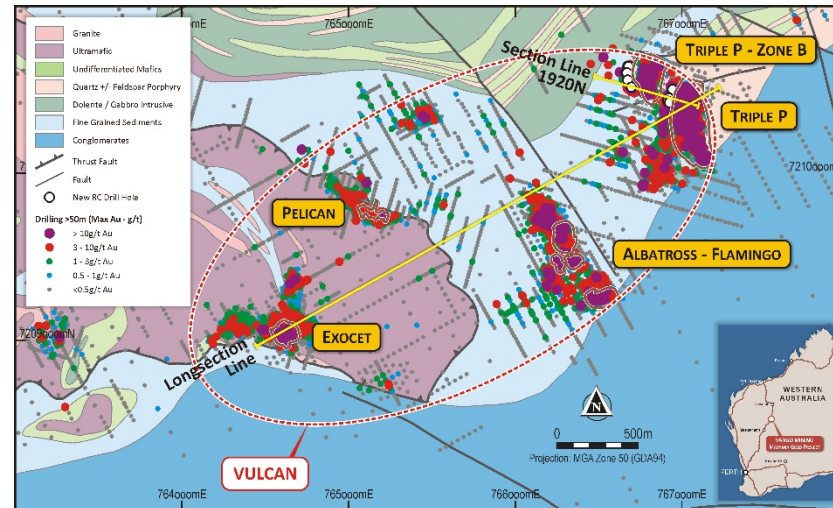 765000mE
766000mE
767000mE
Granite
Ultramafic
Undifferentiated Mafics
Quartz +/- Feldspar Porphyry
Dolerite / Gabbro Intrusive
Fine Grained Sediments
Conglomerates
Thrust Fault
Fault
New RC Drill Hole
Drilling >50m (Max Au - g/t)
> 10g/t Au
3 - 10g/t Au
1 - 3g/t Au
0.5 - 1g/t Au
<0.5g/t Au
SECTION LINE
1920N
TRIPLE P - ZONE B
TRIPLE P
721000mN
PELICAN
ALBATROSS - FLAMINGO
EXOCET
Longsection
Line
7209000mN
VULCAN
N
0
500m
Projection: MGA Zone 50 (GDA94)
764000mE
765000mE
766000mE
767000mE
WESTERN
AUSTRALIA
PERTH